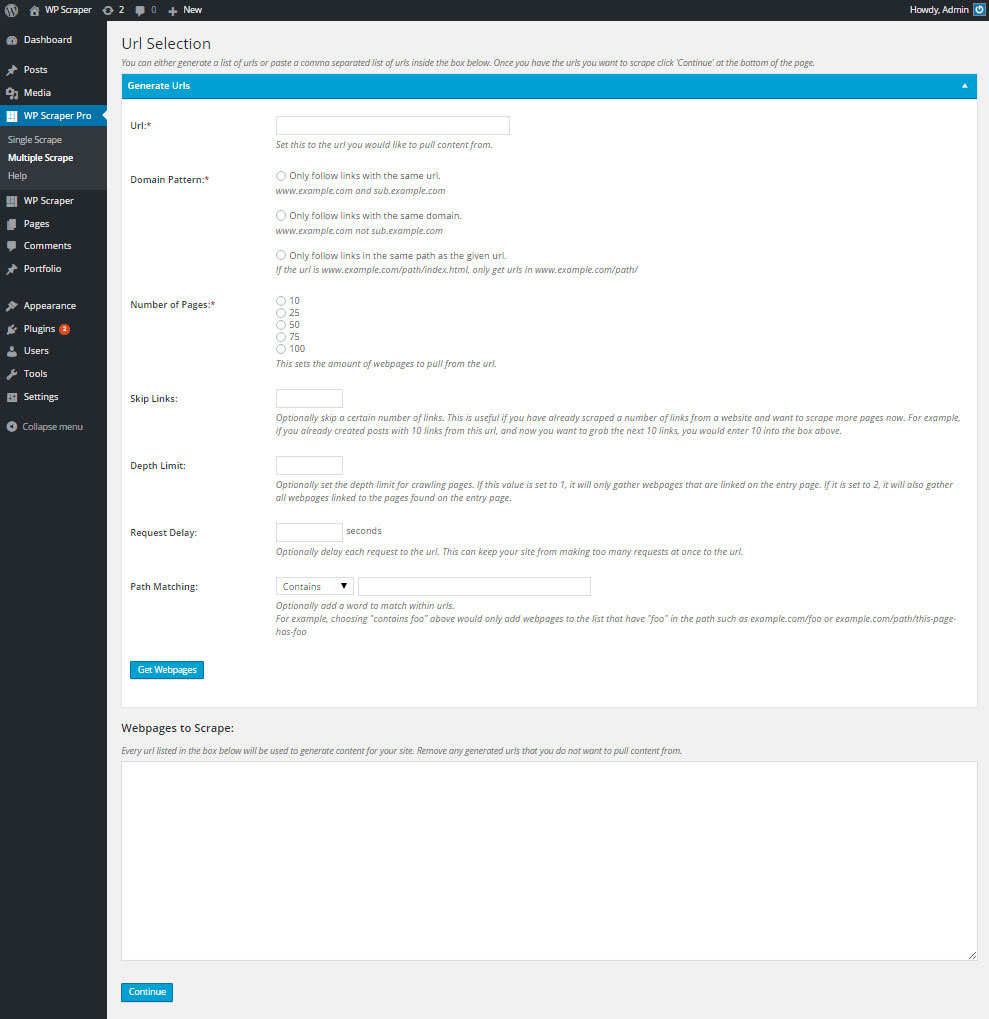 WP Scraper 2 0 New Howdy, Admin
Dashboard
Posts
Media
WP Scraper Pro
Single Scrape
Multiple Scrape
Help
WP Scraper
Pages
Comments
Portfolio
Appearance
Plugins 2
Users
Tools
Settings
Collapse menu
Url Selection
You can either generate a list of urls or paste a comma separated list of urls inside the box below. Once you have the urls you want to scrape click 'Continue' at the bottom of the page.
Generate Urls
Url:*
Set this to the url you would like to pull content from.
Domain Pattern:*
Only follow links with the same url.
www.example.com and sub.example.com
Only follow links with the same domain.
www.example.com not sub.example.com
Only follow links in the same path as the given url.
If the url is www.example.com/path/index.html, only get urls in www.example.com/path/
Number of Pages:*
10
25
50
75
100
This sets the amount of webpages to pull from the url.
Skip Links:
Optionally skip a certain number of links. This is useful if you have already scraped a number of links from a website and want to scrape more pages now. For example,
if you already created posts with 10 links from this url, and now you want to grab the next 10 links, you would enter 10 into the box above.
Depth Limit:
Optionally set the depth limit for crawling pages. If this value is set to 1, it will only gather webpages that are linked on the entry page. If it is set to 2, it will also gather
all webpages linked to the pages found on the entry page.
Request Delay:
seconds
Optionally delay each request to the url. This can keep your site from making too many requests at once to the url.
Path Matching:
Contains
Optionally add a word to match within urls.
For example, choosing "contains foo" above would only add webpages to the list that have "foo" in the path such as example.com/foo or example.com/path/this-page-
has-foo
Get Webpages
Webpages to Scrape:
Every url listed in the box below will be used to generate content for your site. Remove any generated urls that you do not want to pull content from.
Continue